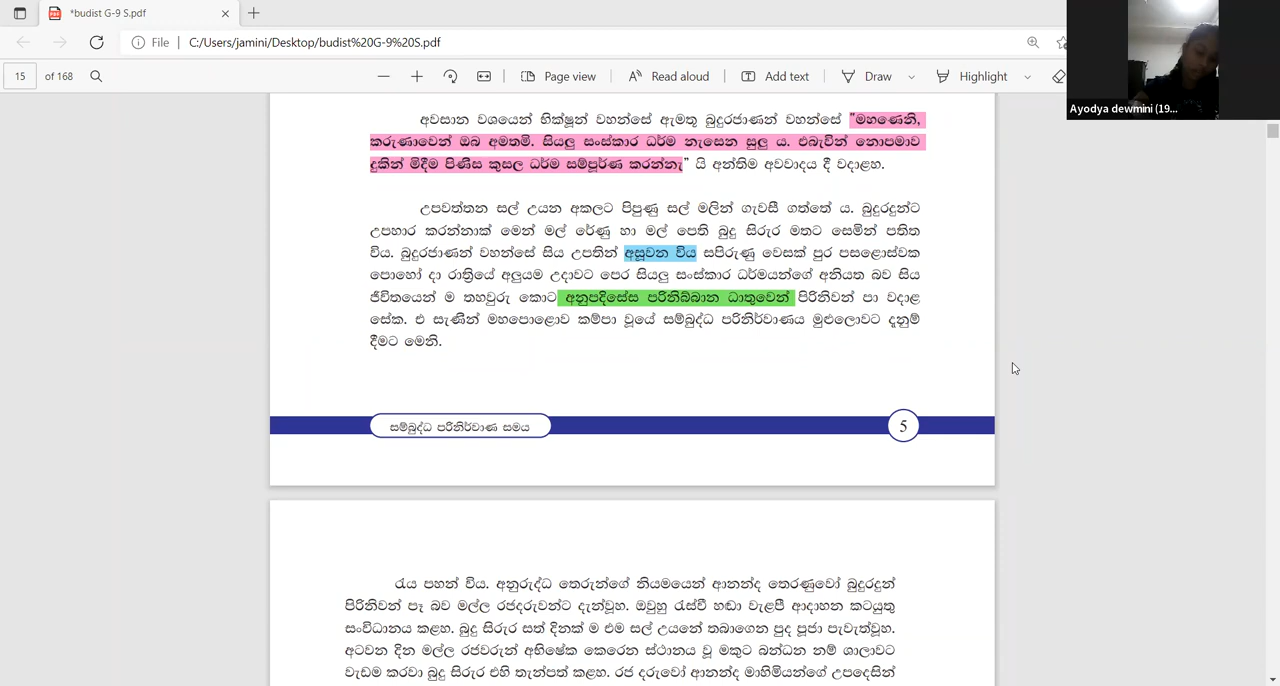 *budist G-9 S.pdf
File C:/Users/jamini/Desktop/budist%20G-9%20S.pdf
15 of 168 Page view Read aloud Add text Draw Highlight
Ayodya dewmini (19...
අවසාන වශයෙන් භික්ෂූන් වහන්සේ ඇමතූ බුදුරජාණන් වහන්සේ "මහණෙනි,
කරුණාවෙන් ඔබ අමතමි. සියලු සංස්කාර ධර්ම නැසෙන සුලු ය. එබැවින් නොපමාව
දුකින් මිදීම පිණිස කුසල ධර්ම සම්පූර්ණ කරන්නැ" යි අන්තිම අවවාදය දී වදාළහ.
උපවත්තන සල් උයන අකලට පිපුණු සල් මලින් ගැවසී ගත්තේ ය. බුදුරදුන්ට
උපහාර කරන්නාක් මෙන් මල් රේණු හා මල් පෙති බුදු සිරුර මතට සෙමින් පතිත
විය. බුදුරජාණන් වහන්සේ සිය උපතින් අසූවන විය සපිරුණු වෙසක් පුර පසළොස්වක
පොහෝ දා රාත්‍රියේ අලුයම උදාවට පෙර සියලු සංස්කාර ධර්මයන්ගේ අනියත බව සිය
ජීවිතයෙන් ම තහවුරු කොට අනුපදිසේස පරිනිබ්බාන ධාතුවෙන් පිරිනිවන් පා වදාළ
සේක. එ සැණින් මහපොළොව කම්පා වූයේ සම්බුද්ධ පරිනිර්වාණය මුළුලොවට දැනුම්
දීමට මෙනි.
සම්බුද්ධ පරිනිර්වාණ සමය 5
රැය පහන් විය. අනුරුද්ධ තෙරුන්ගේ නියමයෙන් ආනන්ද තෙරණුවෝ බුදුරදුන්
පිරිනිවන් පෑ බව මල්ල රජදරුවන්ට දැන්වූහ. ඔවුහු රැස්වී හඬා වැළපී ආදාහන කටයුතු
සංවිධානය කළහ. බුදු සිරුර සත් දිනක් ම එම සල් උයනේ තබාගෙන පුද පූජා පැවැත්වූහ.
අටවන දින මල්ල රජවරුන් අභිෂේක කෙරෙන ස්ථානය වූ මකුට බන්ධන නම් ශාලාවට
වැඩම කරවා බුදු සිරුර එහි තැන්පත් කළහ. රජ දරුවෝ ආනන්ද මාහිමියන්ගේ උපදෙසින්